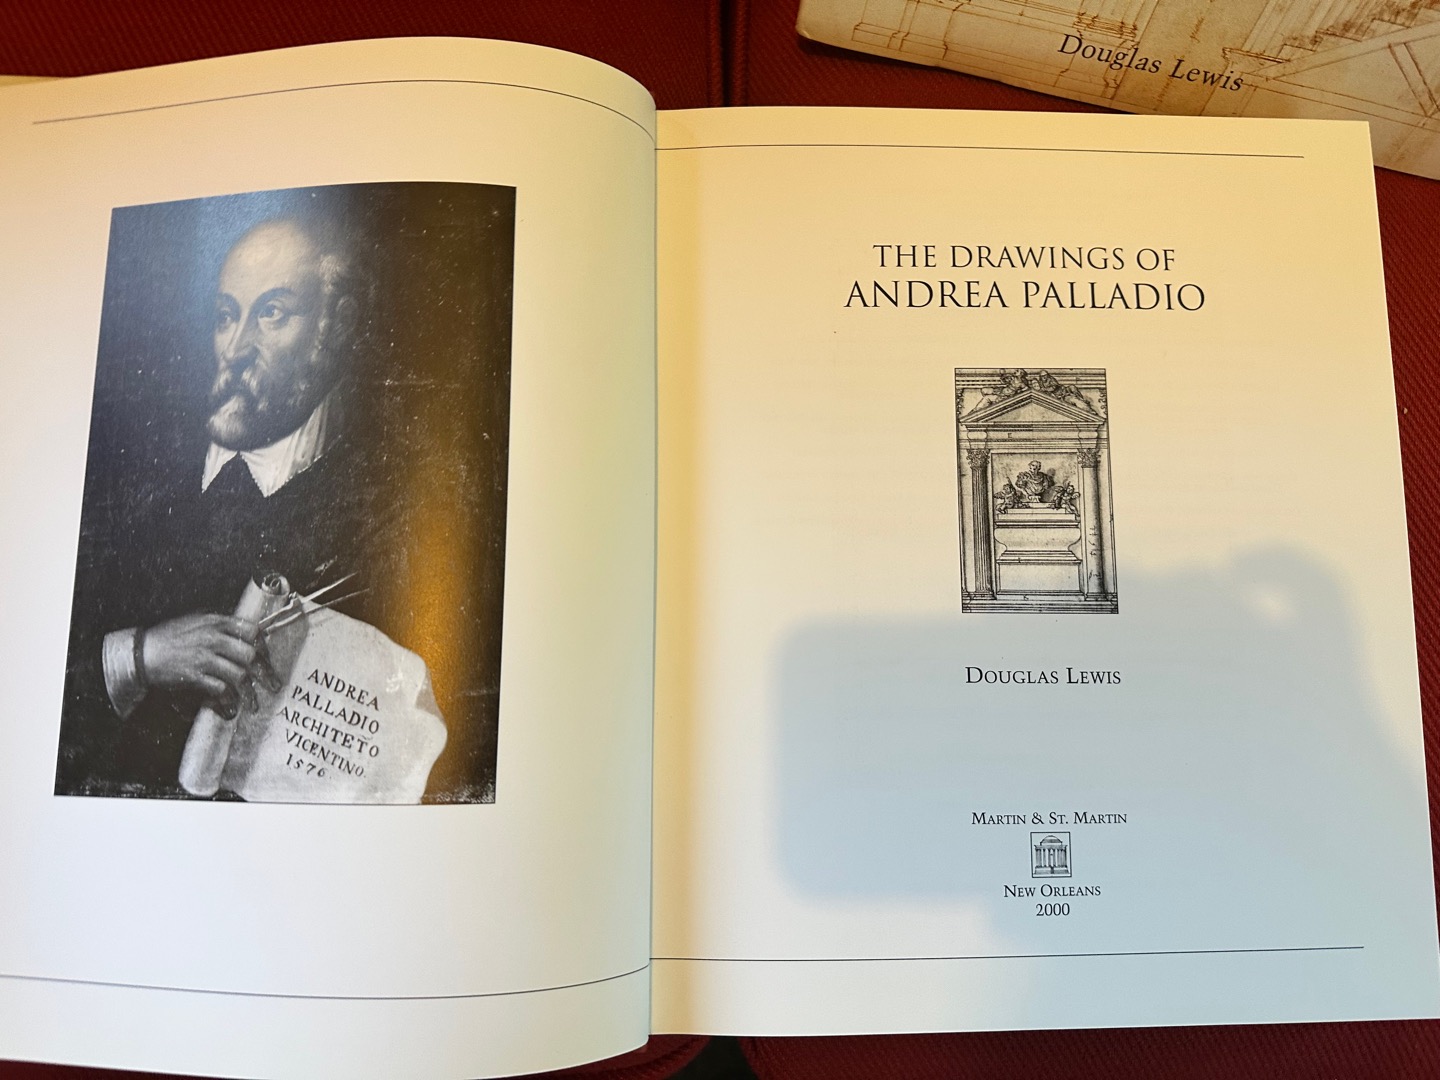 Douglas Lewis
THE DRAWINGS OF
ANDREA PALLADIO
DOUGLAS LEWIS
MARTIN & ST. MARTIN
NEW ORLEANS
2000
ANDREA
PALLADIO
ARCHITETO
VICENTINO.
1576.